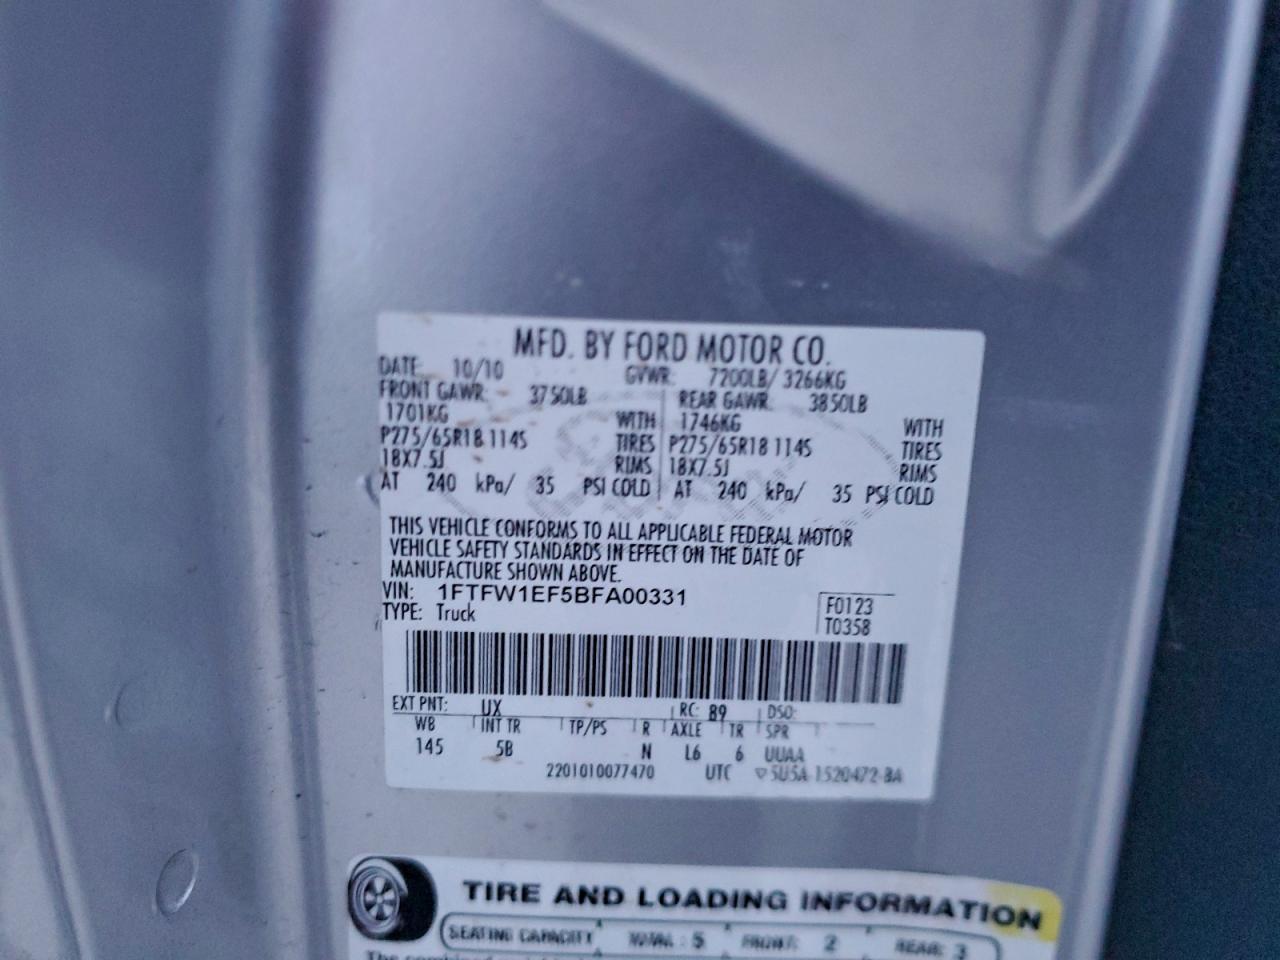 MFD. BY FORD MOTOR CO.
DATE: 10/10 GVWR: 7200LB/ 3266KG
FRONT GAWR: 3750LB REAR GAWR: 3850LB
1701KG WITH 1746KG WITH
P275/65R18 114S TIRES P275/65R18 114S TIRES
18X7.5J RIMS 18X7.5J RIMS
AT 240 kPa/ 35 PSI COLD AT 240 kPa/ 35 PSI COLD
THIS VEHICLE CONFORMS TO ALL APPLICABLE FEDERAL MOTOR
VEHICLE SAFETY STANDARDS IN EFFECT ON THE DATE OF
MANUFACTURE SHOWN ABOVE.
VIN: 1FTFW1EF5BFA00331 F0123
TYPE: Truck T0358
EXT PNT: UX RC: 89 DSO:
WB INT TR TP/PS R AXLE TR SPR
145 5B N L6 6 UUAA
2201010077470 UTC ▽5U5A-1520472-BA
TIRE AND LOADING INFORMATION
SEATING CAPACITY TOTAL : 5 FRONT: 2 REAR: 3
The combined